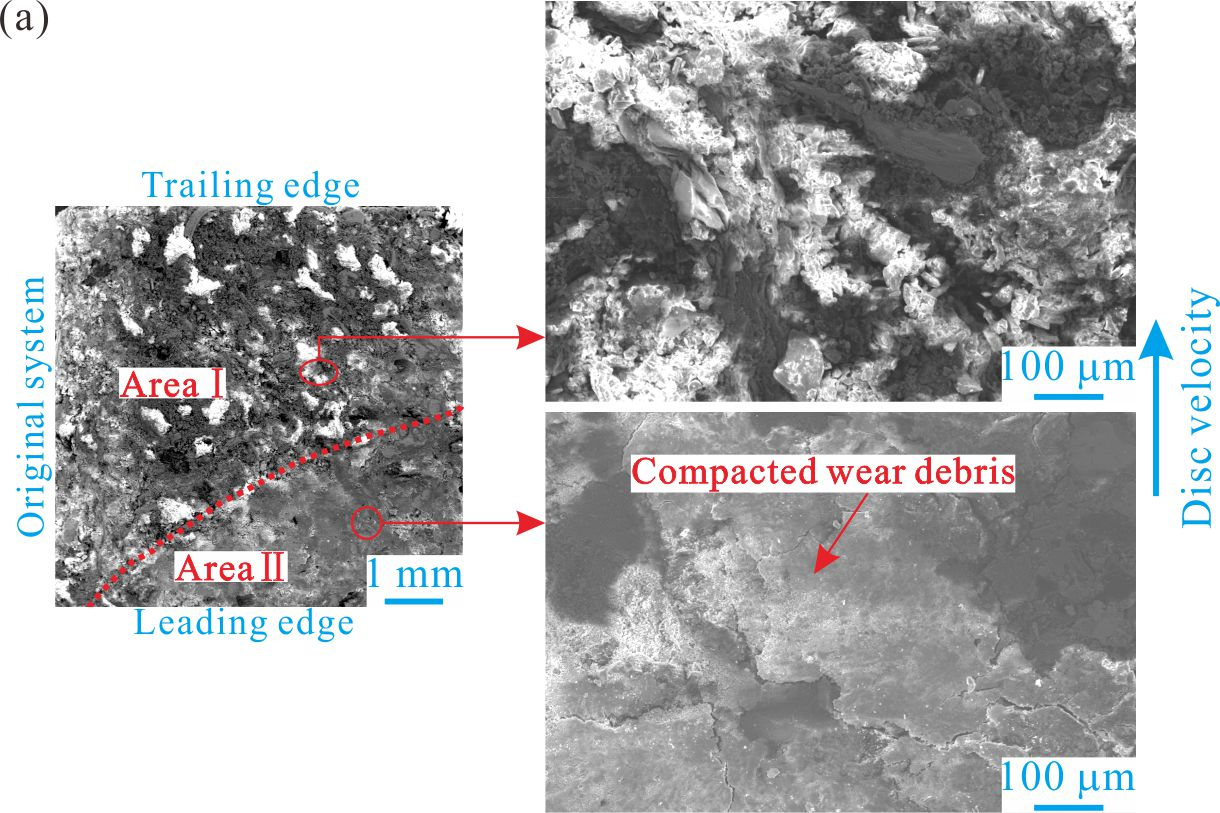 (a)
Trailing edge
Original system
Area Ⅰ
Area Ⅱ
1 mm
Leading edge
100 μm
Compacted wear debris
100 μm
Disc velocity